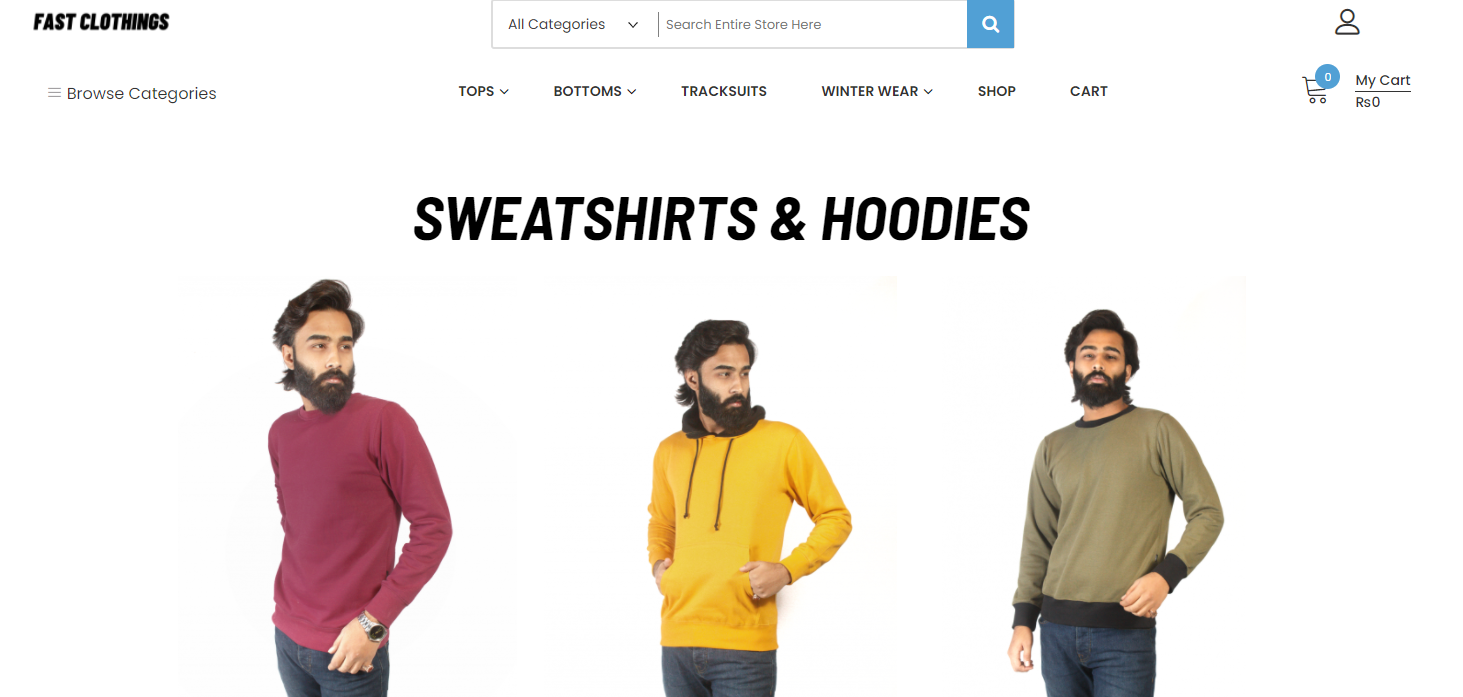 FAST CLOTHINGS
All Categories
Search Entire Store Here
Browse Categories
TOPS
BOTTOMS
TRACKSUITS
WINTER WEAR
SHOP
CART
0
My Cart
Rs0
SWEATSHIRTS & HOODIES